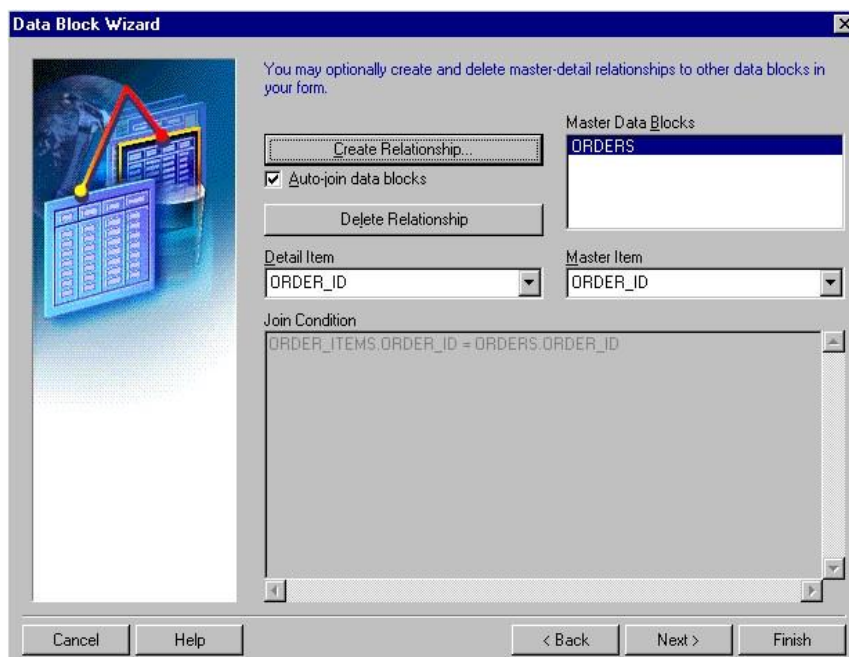 Data Block Wizard
You may optionally create and delete master-detail relationships to other data blocks in
your form.
Master Data Blocks
Create Relationship...
ORDERS
Auto-join data blocks
Delete Relationship
Detail Item
Master Item
ORDER_ID
ORDER_ID
Join Condition
ORDER_ITEMS.ORDER_ID = ORDERS.ORDER_ID
Cancel
Help
< Back
Next >
Finish